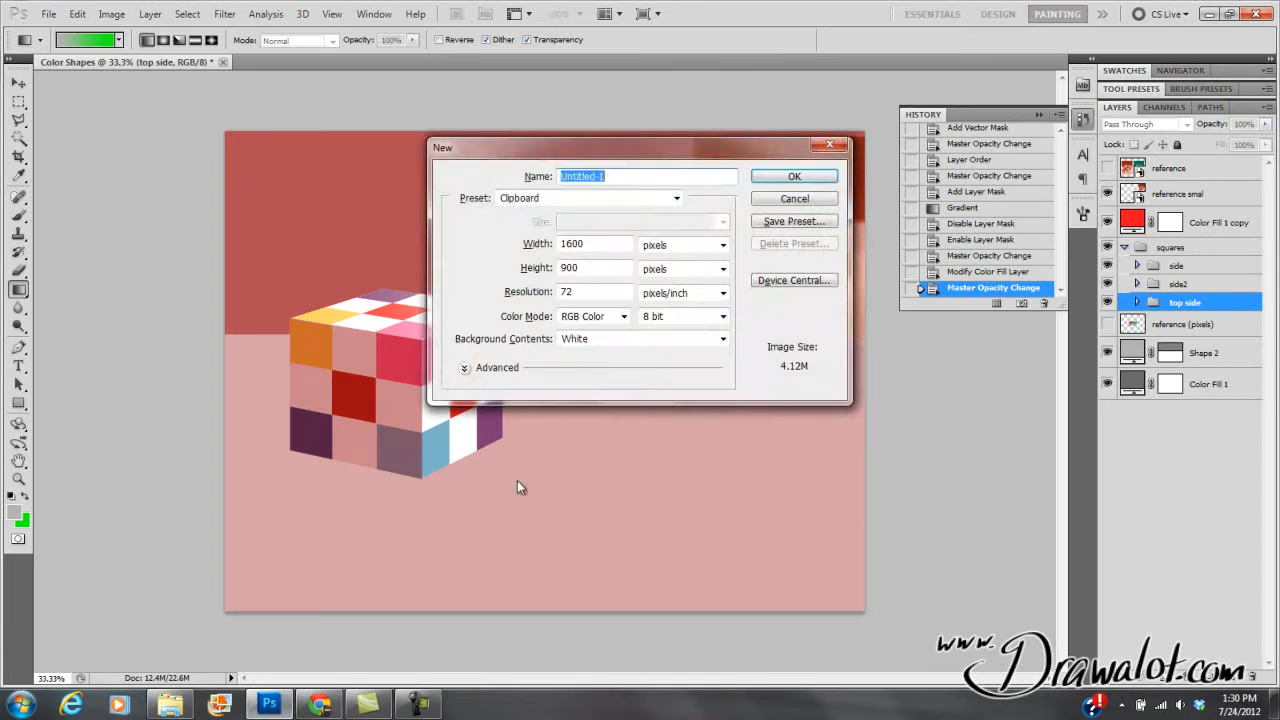 Ps File Edit Image Layer Select Filter Analysis 3D View Window Help 100% ESSENTIALS DESIGN PAINTING CS Live
Mode: Normal Opacity: 100% Reverse Dither Transparency
Color Shapes @ 33.3% (top side, RGB/8) *
SWATCHES NAVIGATOR
TOOL PRESETS BRUSH PRESETS
LAYERS CHANNELS PATHS
Pass Through Opacity: 100%
Lock: Fill: 100%
reference
reference smal
Color Fill 1 copy
squares
side
side2
top side
reference (pixels)
Shape 2
Color Fill 1
HISTORY
Add Vector Mask
Master Opacity Change
Layer Order
Master Opacity Change
Add Layer Mask
Gradient
Disable Layer Mask
Enable Layer Mask
Master Opacity Change
Modify Color Fill Layer
Master Opacity Change
New
Name: Untitled-1 OK
Preset: Clipboard Cancel
Size: Save Preset...
Width: 1600 pixels Delete Preset...
Height: 900 pixels Device Central...
Resolution: 72 pixels/inch
Color Mode: RGB Color 8 bit
Background Contents: White
Image Size:
4.12M
Advanced
Mb
www.
Drawalot.com
33.33% Doc: 12.4M/22.6M
Ps
1:30 PM
7/24/2012